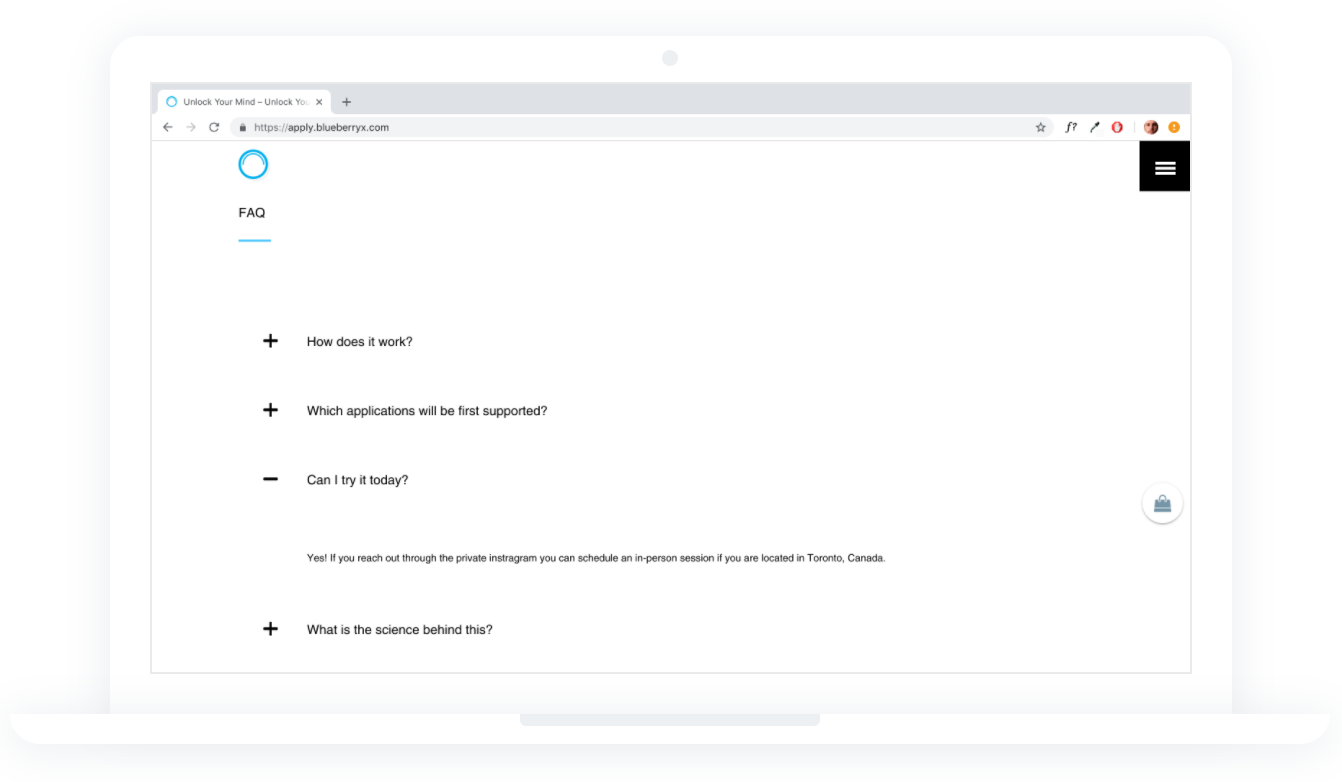 Unlock Your Mind – Unlock You
https://apply.blueberryx.com
f?
FAQ
How does it work?
Which applications will be first supported?
Can I try it today?
Yes! If you reach out through the private instragram you can schedule an in-person session if you are located in Toronto, Canada.
What is the science behind this?